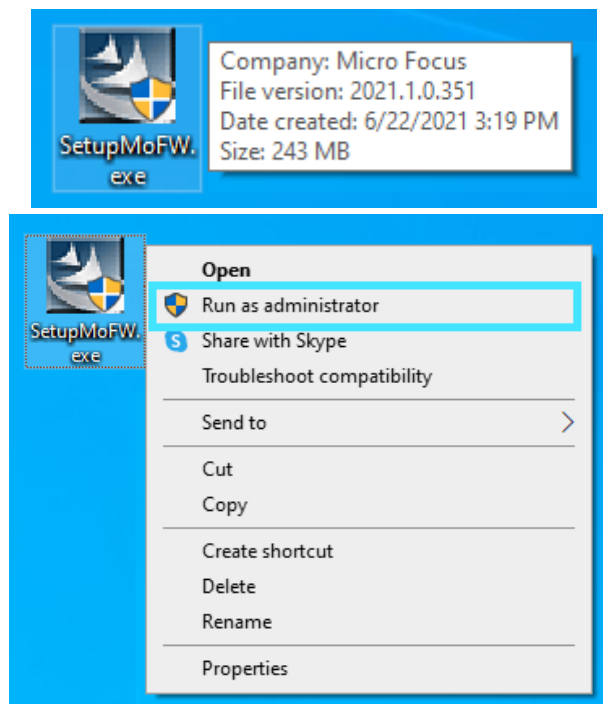 SetupMoFW.
exe
Company: Micro Focus
File version: 2021.1.0.351
Date created: 6/22/2021 3:19 PM
Size: 243 MB
SetupMoFW.
exe
Open
Run as administrator
S
Share with Skype
Troubleshoot compatibility
Send to
Cut
Copy
Create shortcut
Delete
Rename
Properties